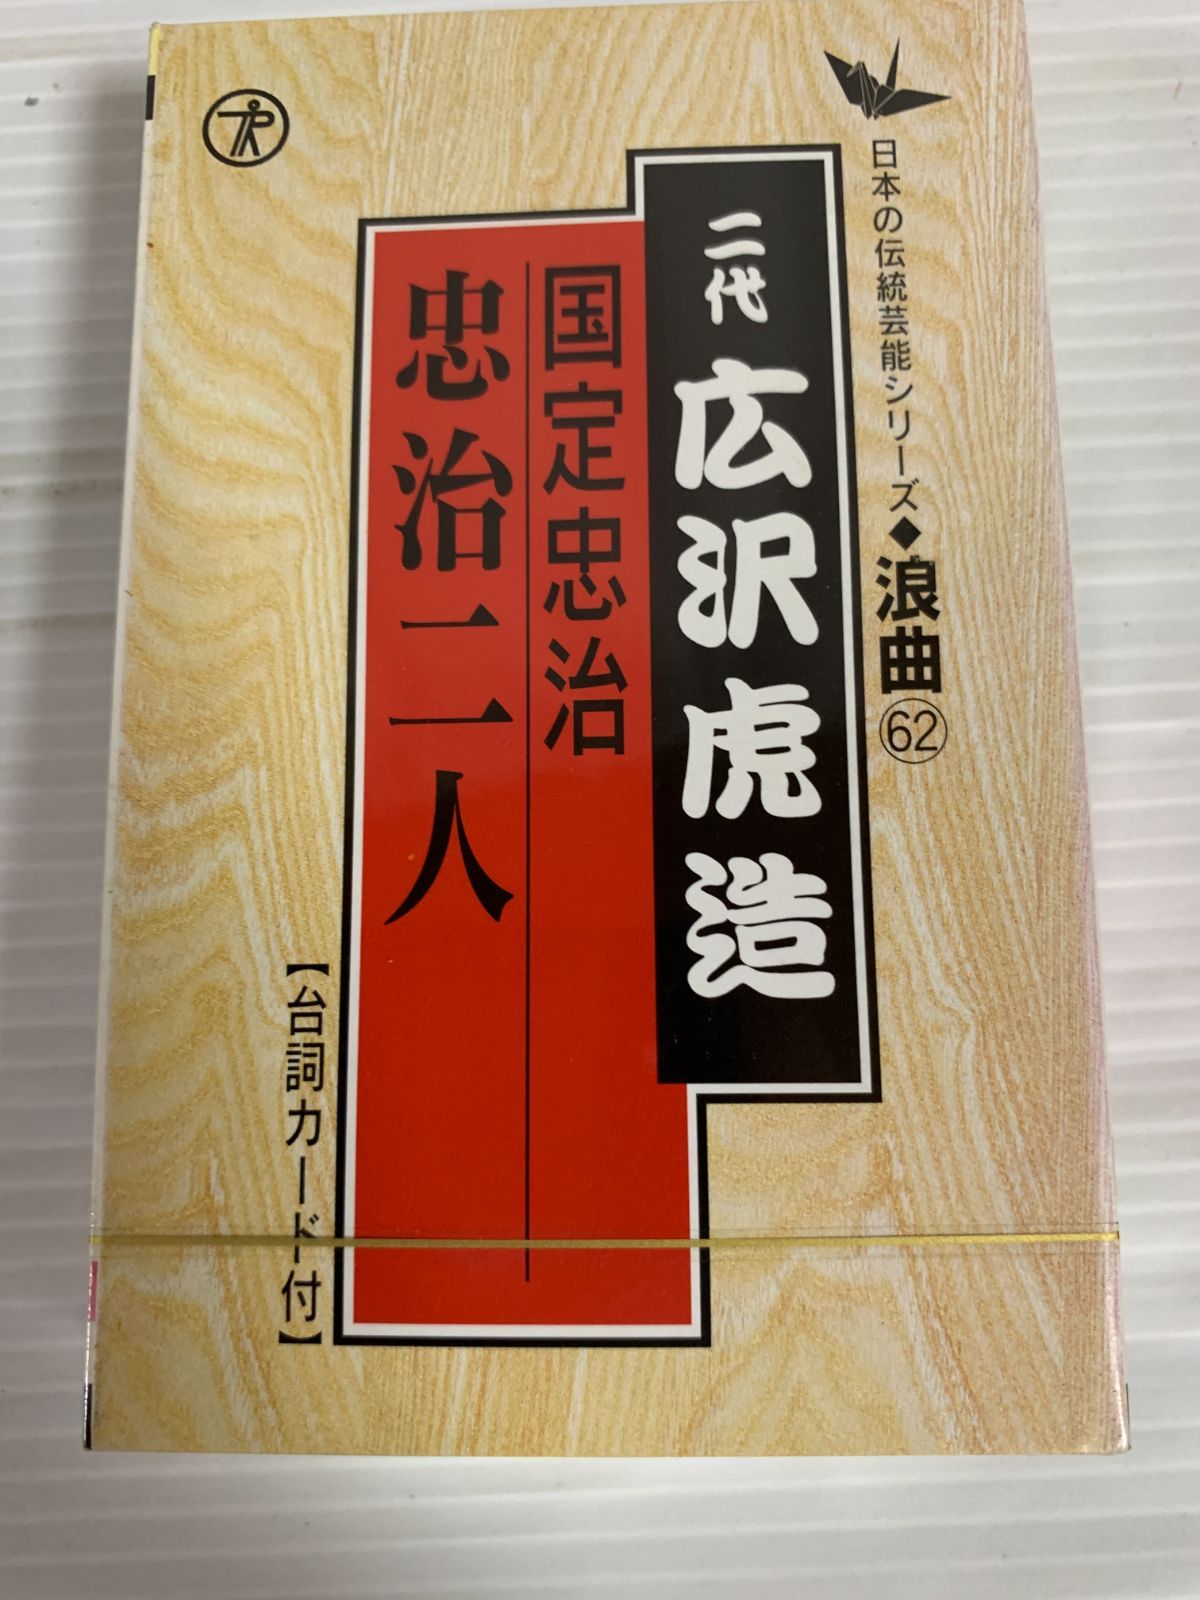 日本の伝統芸能シリーズ◆浪曲62
二代 広沢虎造
国定忠治
忠治二人
【台詞カード付】